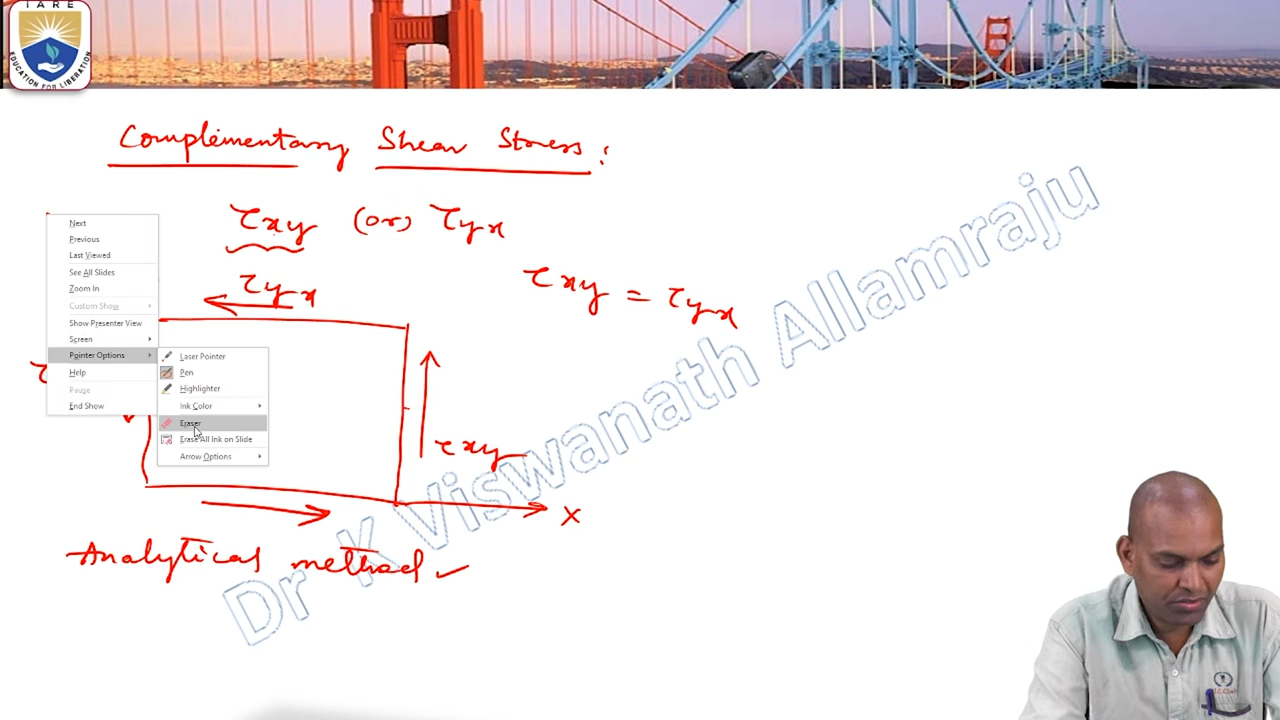 IARE
EDUCATION FOR LIBERATION
Complementary Shear Stress:
τxy (or) τyx
τyx
τxy = τyx
Next
Previous
Last Viewed
See All Slides
Zoom In
Custom Show
Show Presenter View
Screen
Pointer Options
Help
Pause
End Show
Laser Pointer
Pen
Highlighter
Ink Color
Eraser
Erase All Ink on Slide
Arrow Options
τ
τxy
x
Analytical method ✓
Dr K Viswanath Allamraju